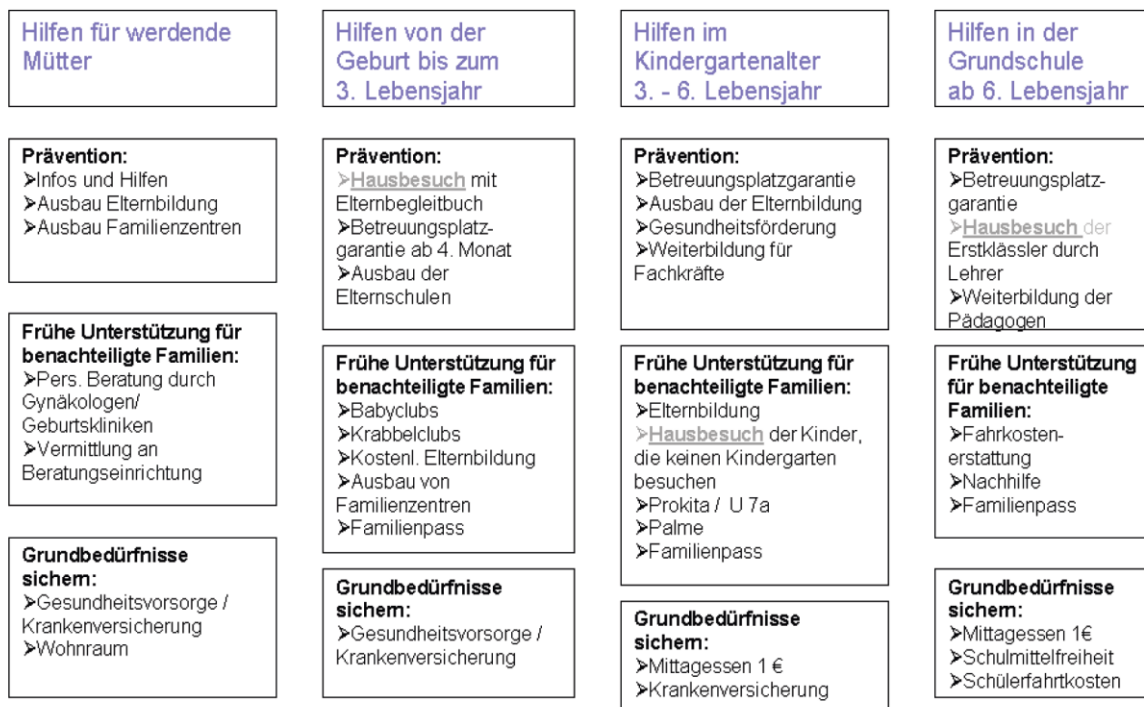 Hilfen für werdende
Mütter
Prävention:
➢Infos und Hilfen
➢Ausbau Elternbildung
➢Ausbau Familienzentren
Frühe Unterstützung für
benachteiligte Familien:
➢Pers. Beratung durch
Gynäkologen/
Geburtskliniken
➢Vermittlung an
Beratungseinrichtung
Grundbedürfnisse
sichern:
➢Gesundheitsvorsorge /
Krankenversicherung
➢Wohnraum
Hilfen von der
Geburt bis zum
3. Lebensjahr
Prävention:
➢Hausbesuch mit
Elternbegleitbuch
➢Betreuungsplatz-
garantie ab 4. Monat
➢Ausbau der
Elternschulen
Frühe Unterstützung für
benachteiligte Familien:
➢Babyclubs
➢Krabbelclubs
➢Kostenl. Elternbildung
➢Ausbau von
Familienzentren
➢Familienpass
Grundbedürfnisse
sichern:
➢Gesundheitsvorsorge /
Krankenversicherung
Hilfen im
Kindergartenalter
3. - 6. Lebensjahr
Prävention:
➢Betreuungsplatzgarantie
➢Ausbau der Elternbildung
➢Gesundheitsförderung
➢Weiterbildung für
Fachkräfte
Frühe Unterstützung für
benachteiligte Familien:
➢Elternbildung
➢Hausbesuch der Kinder,
die keinen Kindergarten
besuchen
➢Prokita / U 7a
➢Palme
➢Familienpass
Grundbedürfnisse
sichern:
➢Mittagessen 1 €
➢Krankenversicherung
Hilfen in der
Grundschule
ab 6. Lebensjahr
Prävention:
➢Betreuungsplatz-
garantie
➢Hausbesuch der
Erstklässler durch
Lehrer
➢Weiterbildung der
Pädagogen
Frühe Unterstützung
für benachteiligte
Familien:
➢Fahrkosten-
erstattung
➢Nachhilfe
➢Familienpass
Grundbedürfnisse
sichern:
➢Mittagessen 1€
➢Schulmittelfreiheit
➢Schülerfahrtkosten